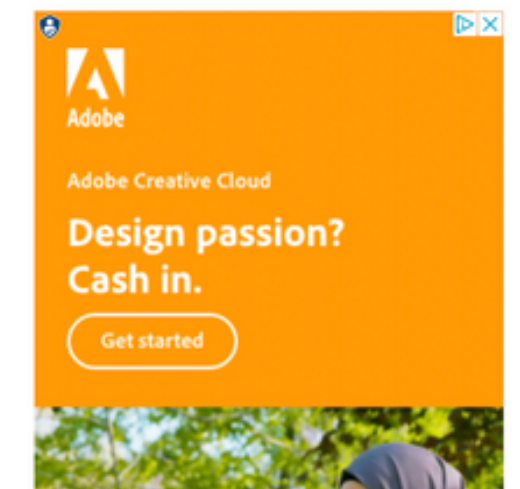 Adobe
Adobe Creative Cloud
Design passion?
Cash in.
Get started